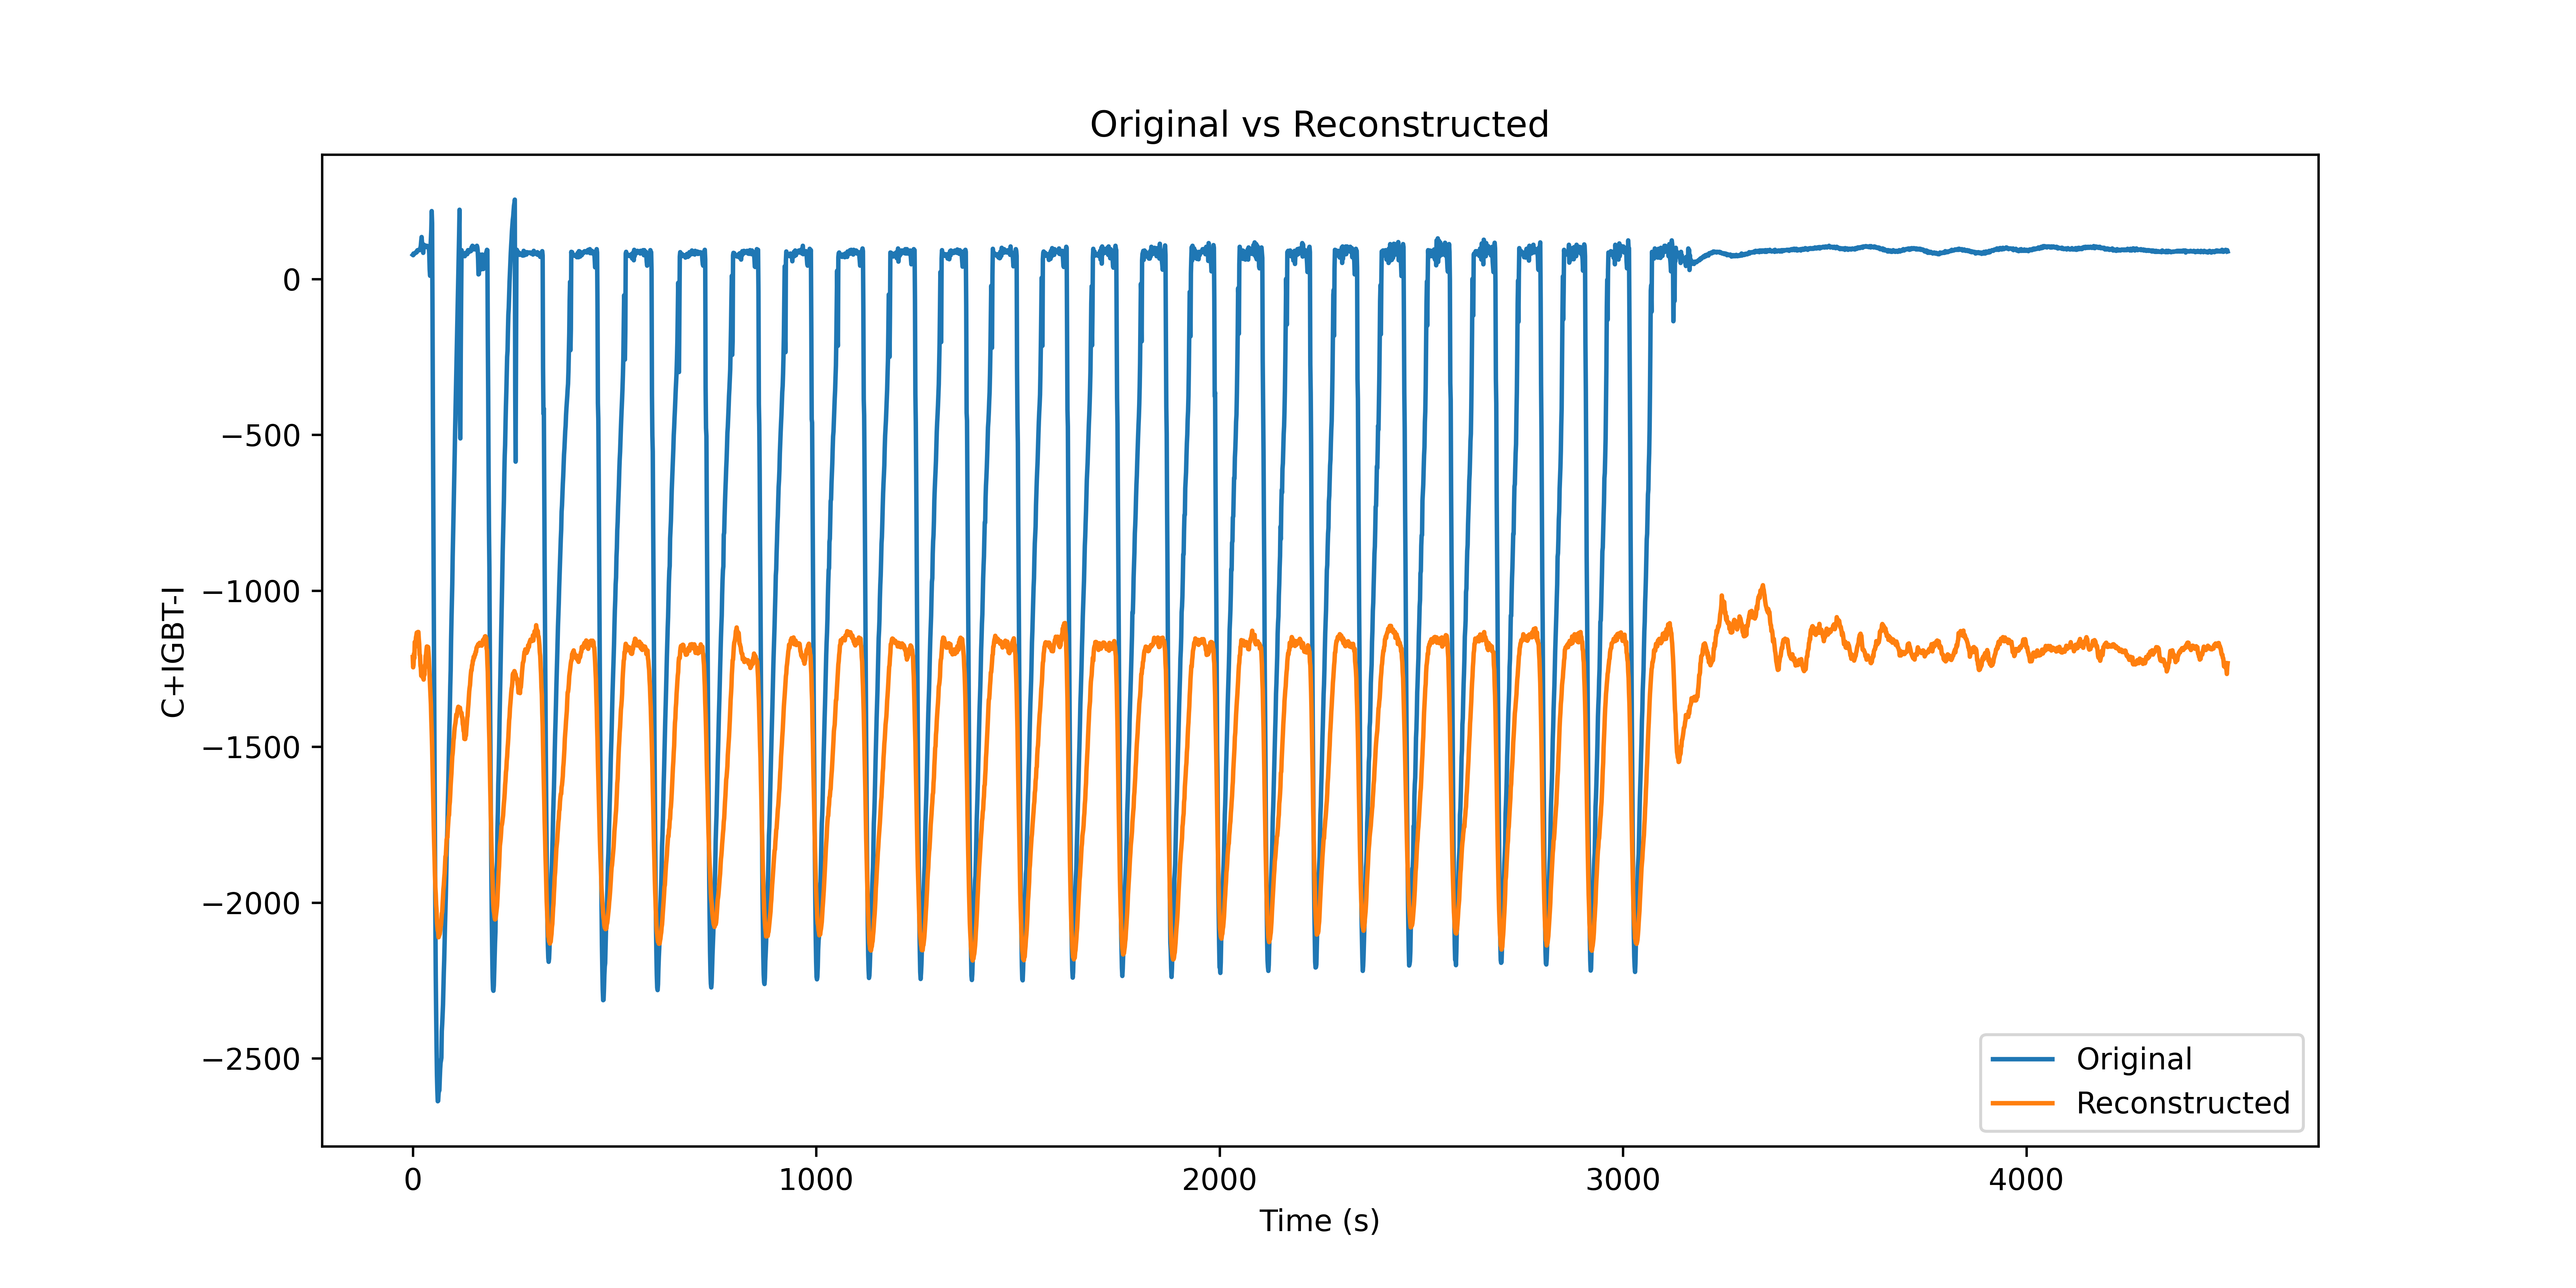 Original vs Reconstructed
C+IGBT-I
0
−500
−1000
−1500
−2000
−2500
0
1000
2000
3000
4000
Time (s)
Original
Reconstructed